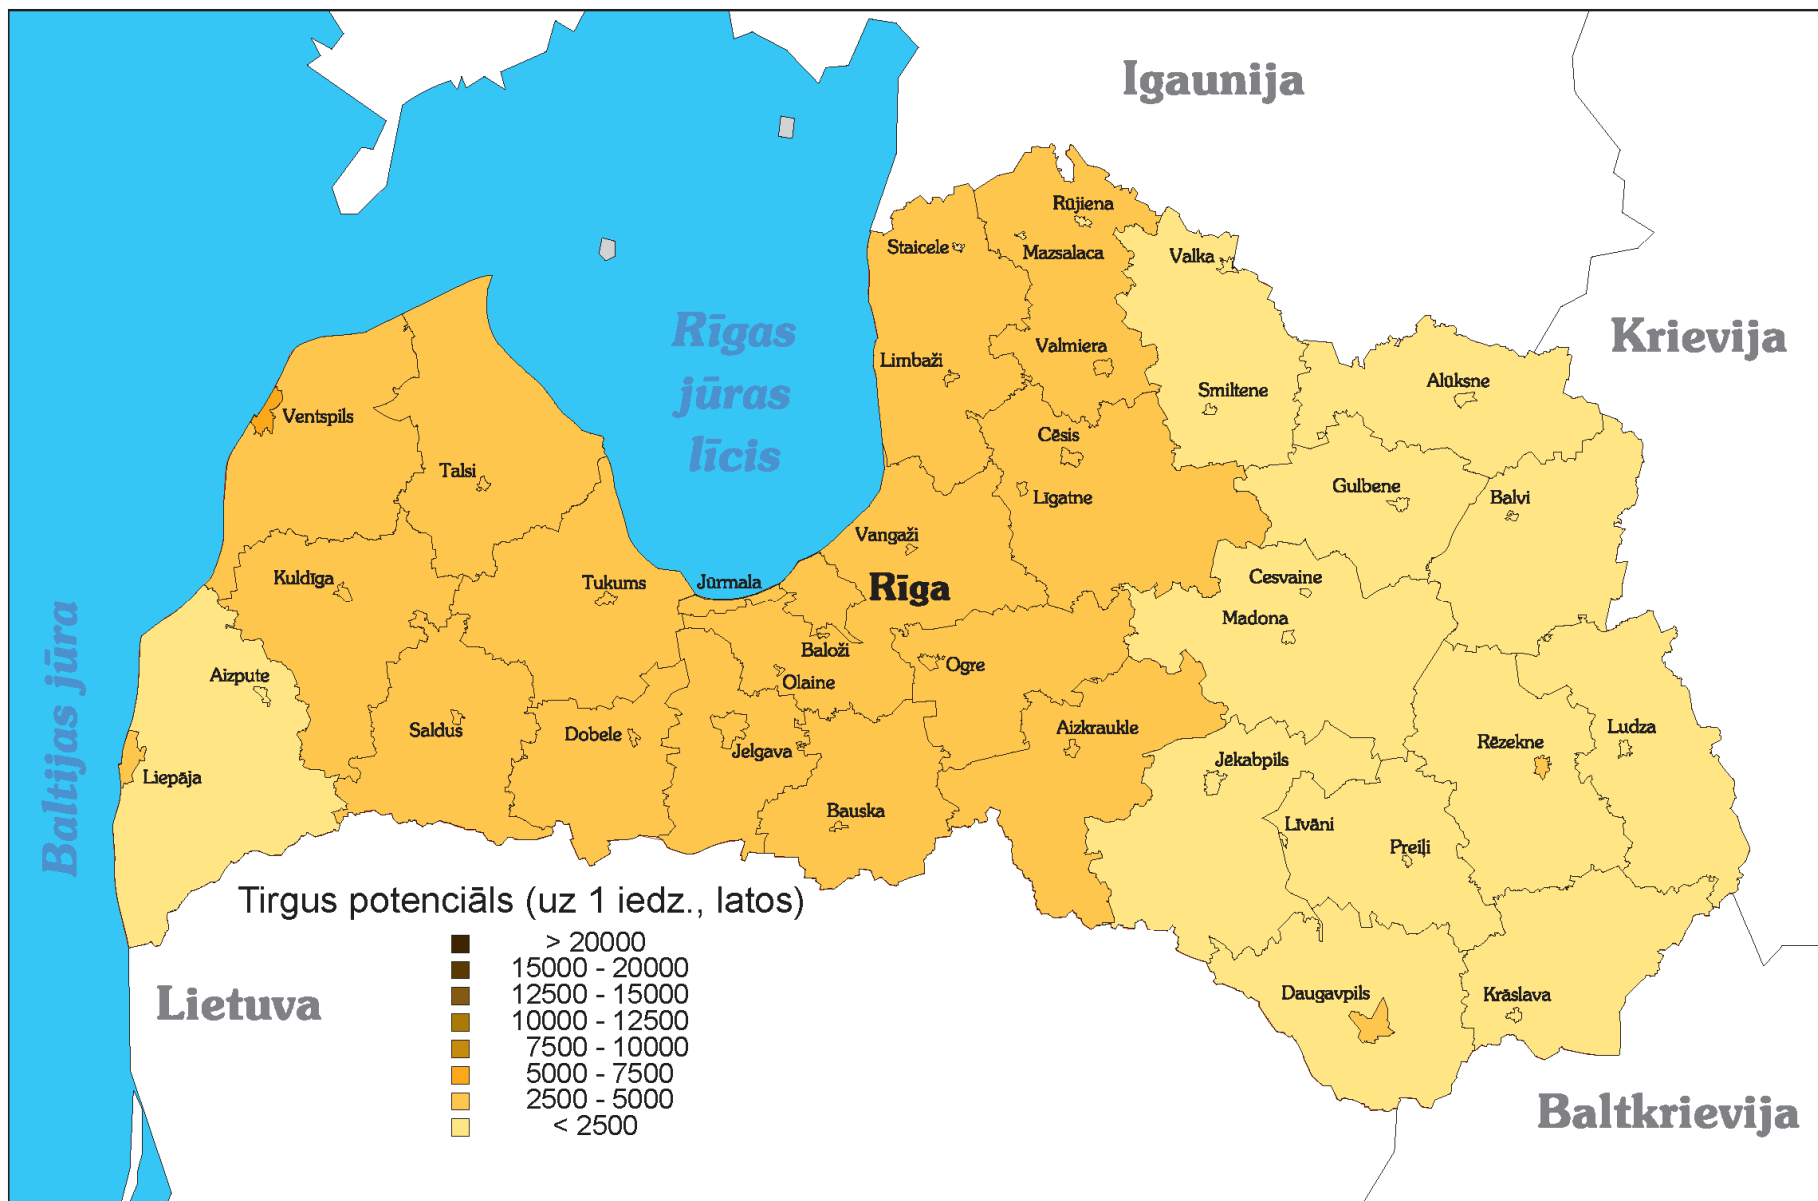 Igaunija
Rūjiena
Staicele
Mazsalaca
Valka
Rīgas
jūras
līcis
Krievija
Valmiera
Limbaži
Alūksne
Smiltene
Ventspils
Cēsis
Talsi
Gulbene
Balvi
Līgatne
Vangaži
Kuldīga
Tukums
Jūrmala
Rīga
Cesvaine
Madona
Baltijas jūra
Baloži
Ogre
Aizpute
Olaine
Saldus
Dobele
Jelgava
Aizkraukle
Rēzekne
Ludza
Jēkabpils
Liepāja
Bauska
Līvāni
Preiļi
Tirgus potenciāls (uz 1 iedz., latos)
> 20000
15000 - 20000
12500 - 15000
10000 - 12500
7500 - 10000
5000 - 7500
2500 - 5000
< 2500
Lietuva
Daugavpils
Krāslava
Baltkrievija